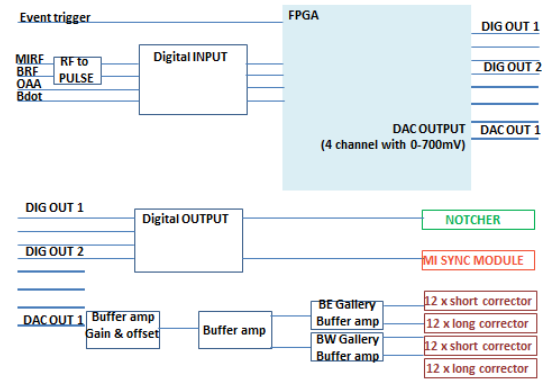 Event trigger
FPGA
DIG OUT 1
MIRF
BRF
OAA
Bdot
RF to
PULSE
Digital INPUT
DIG OUT 2
DAC OUTPUT
(4 channel with 0-700mV)
DAC OUT 1
DIG OUT 1
Digital OUTPUT
NOTCHER
DIG OUT 2
MI SYNC MODULE
DAC OUT 1
Buffer amp
Gain & offset
Buffer amp
BE Gallery
Buffer amp
BW Gallery
Buffer amp
12 x short corrector
12 x long corrector
12 x short corrector
12 x long corrector